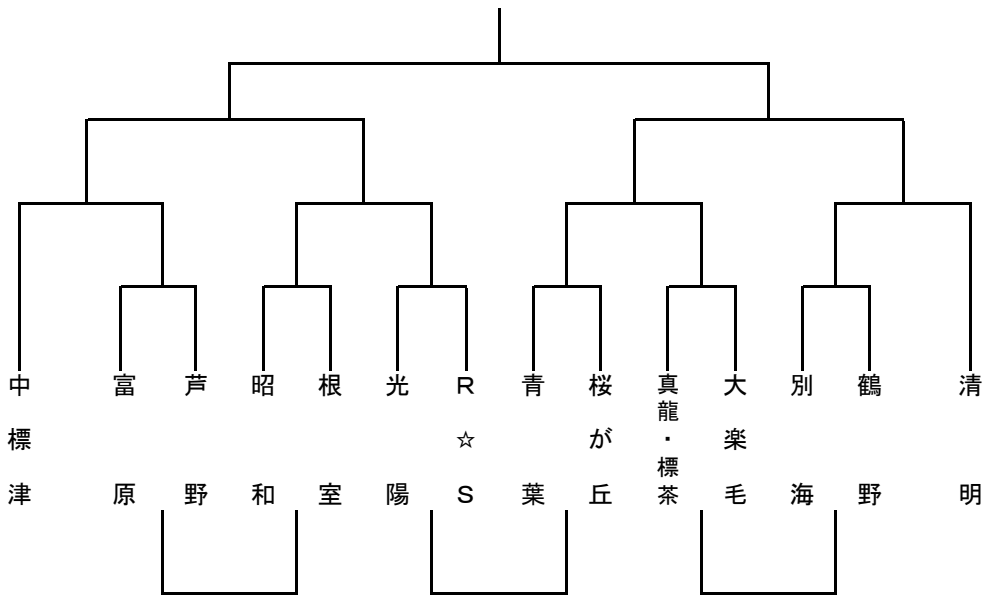 中標津
富原
芦野
昭和
根室
光陽
R☆S
青葉
桜が丘
真龍・標茶
大楽毛
別海
鶴野
清明